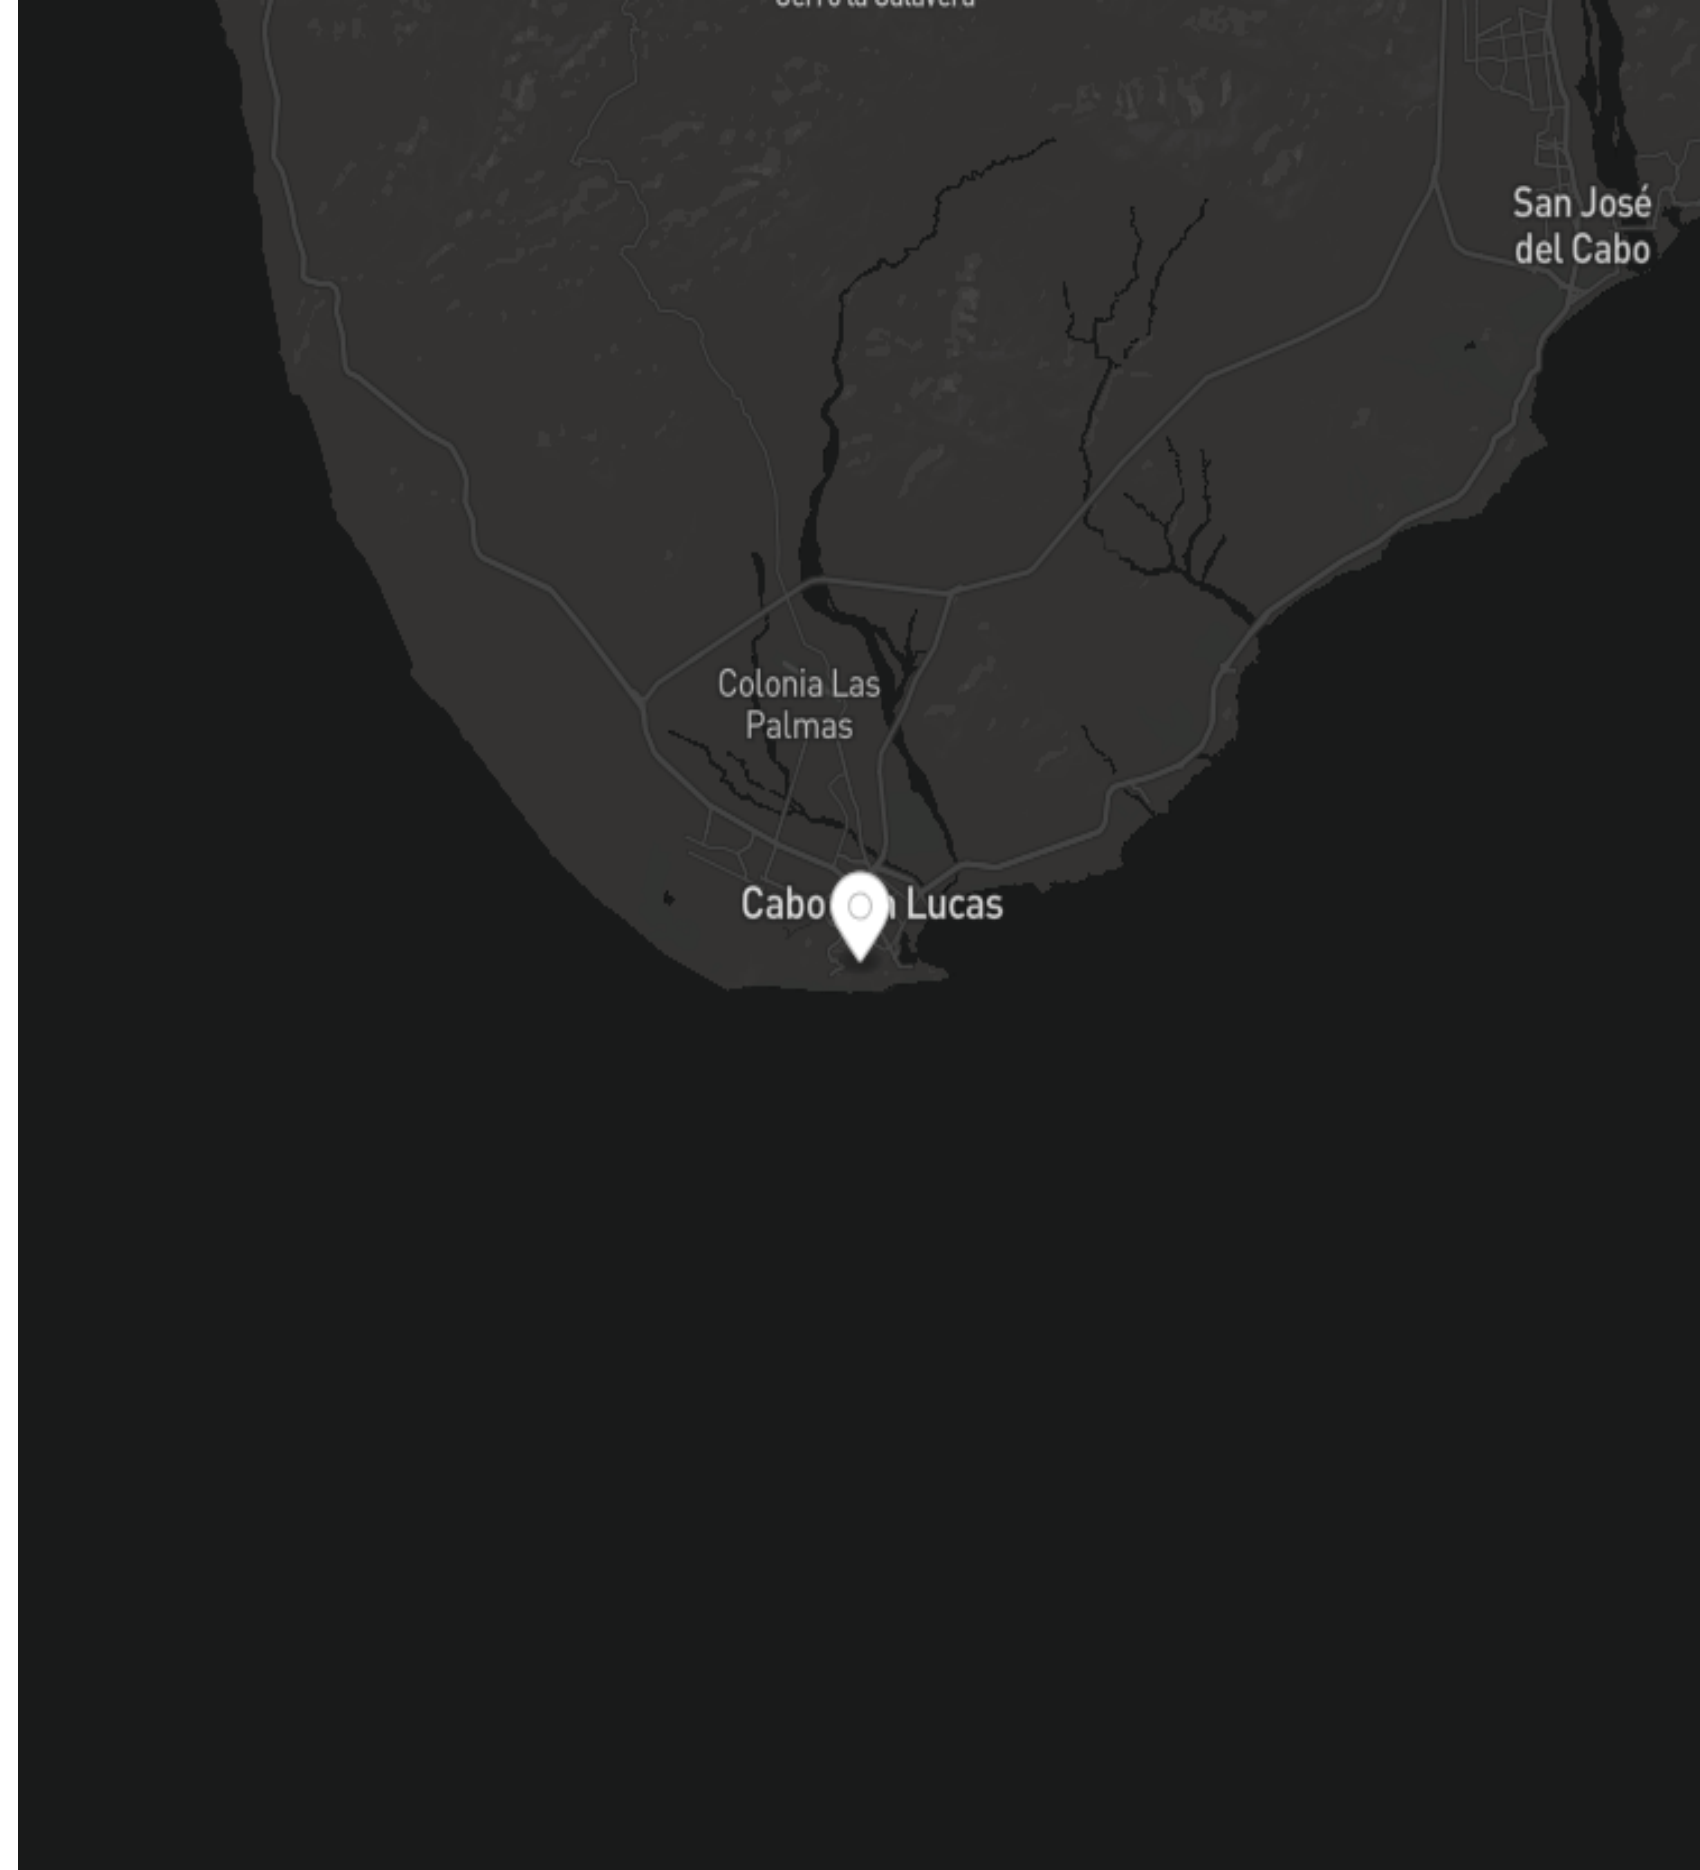 San José
del Cabo
Colonia Las
Palmas
Cabo Lucas